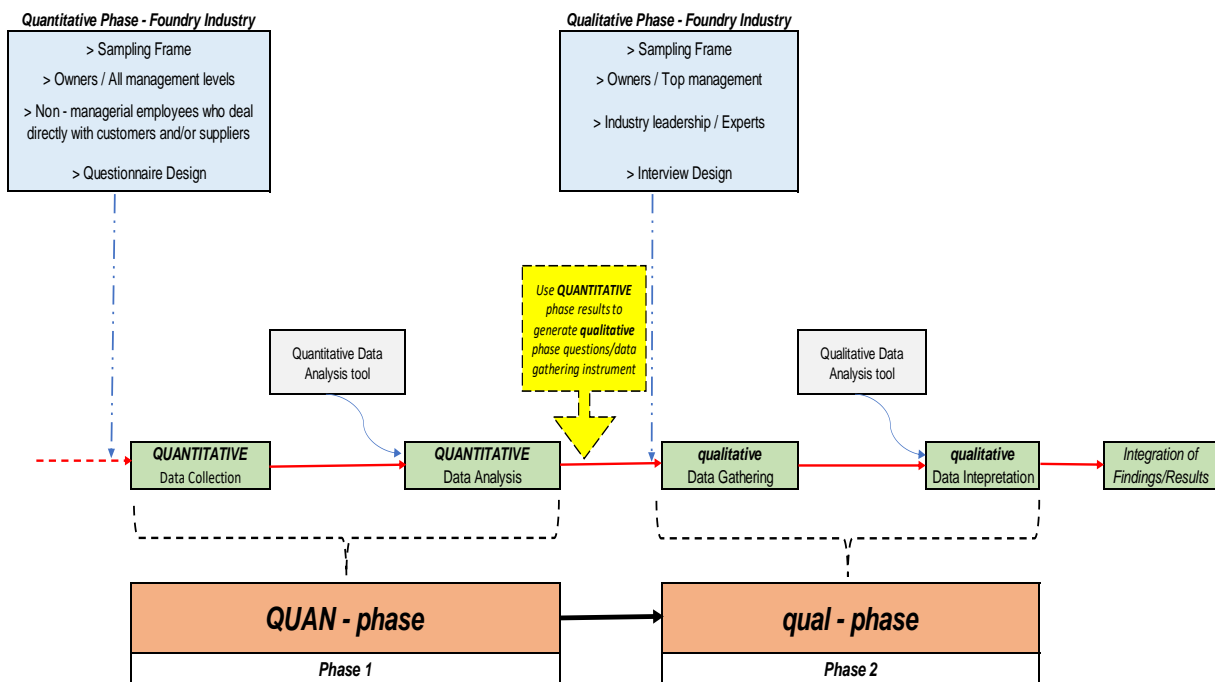 Quantitative Phase - Foundry Industry
> Sampling Frame
> Owners / All management levels
> Non - managerial employees who deal
directly with customers and/or suppliers
> Questionnaire Design
Qualitative Phase - Foundry Industry
> Sampling Frame
> Owners / Top management
> Industry leadership / Experts
> Interview Design
Use QUANTITATIVE
phase results to
generate qualitative
phase questions/data
gathering instrument
Quantitative Data
Analysis tool
Qualitative Data
Analysis tool
QUANTITATIVE
Data Collection
QUANTITATIVE
Data Analysis
qualitative
Data Gathering
qualitative
Data Intepretation
Integration of
Findings/Results
QUAN - phase
Phase 1
qual - phase
Phase 2